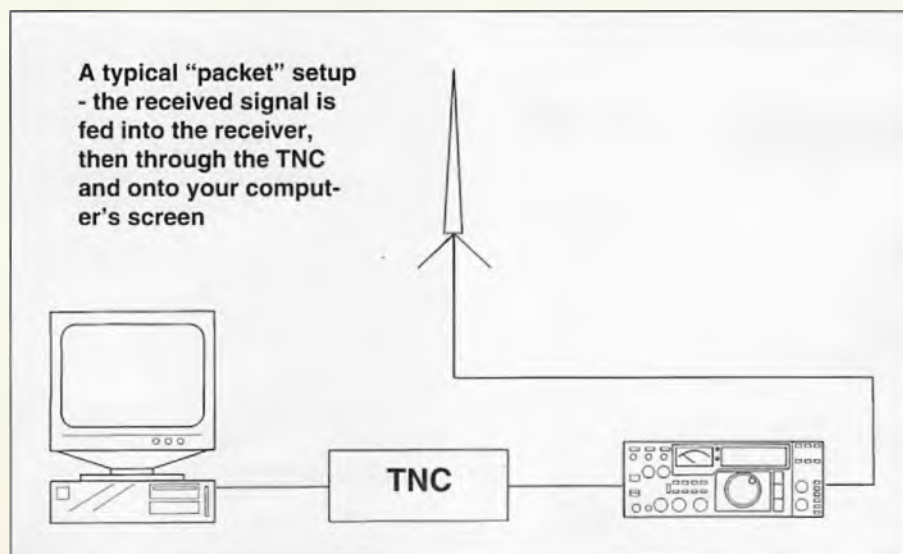 A typical “packet” setup
- the received signal is
fed into the receiver,
then through the TNC
and onto your comput-
er’s screen
TNC